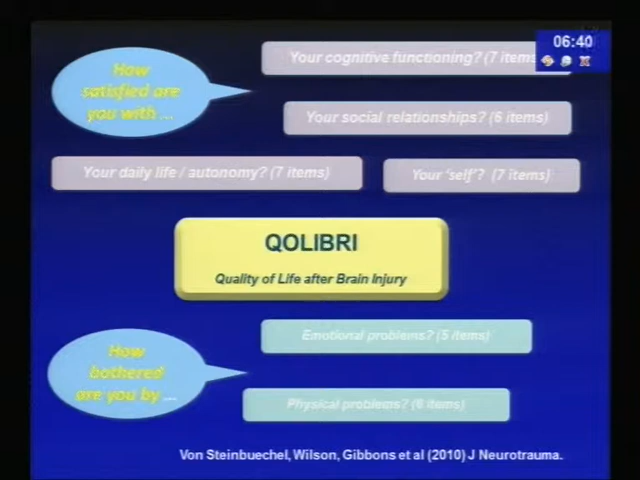 06:40
How
satisfied are
you with ...
Your cognitive functioning? (7 items
Your social relationships? (6 items)
Your daily life / autonomy? (7 items)
Your 'self'? (7 items)
QOLIBRI
Quality of Life after Brain Injury
How
bothered
are you by ...
Emotional problems? (5 items)
Physical problems? (6 items)
Von Steinbuechel, Wilson, Gibbons et al (2010) J Neurotrauma.